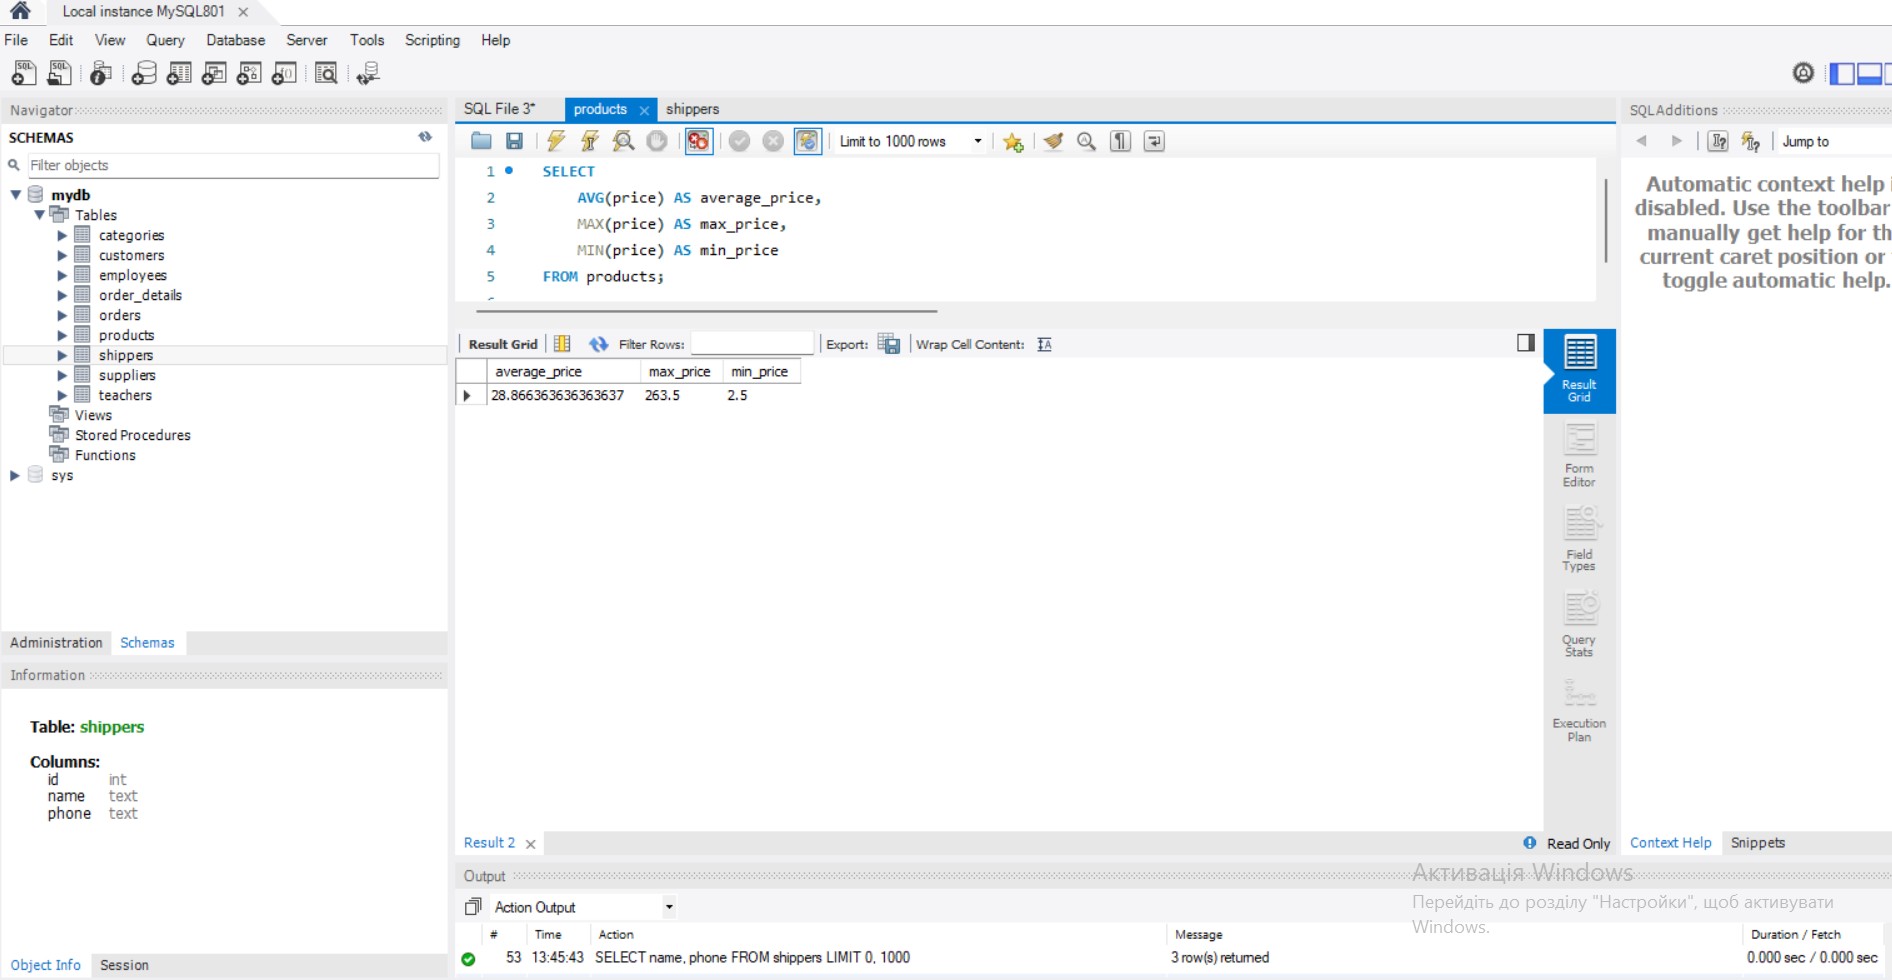 Local instance MySQL801
File Edit View Query Database Server Tools Scripting Help
Navigator
SCHEMAS
Filter objects
mydb
Tables
categories
customers
employees
order_details
orders
products
shippers
suppliers
teachers
Views
Stored Procedures
Functions
sys
Administration Schemas
Information
Table: shippers
Columns:
id int
name text
phone text
Object Info Session
SQL File 3* products shippers
Limit to 1000 rows
1 SELECT
2 AVG(price) AS average_price,
3 MAX(price) AS max_price,
4 MIN(price) AS min_price
5 FROM products;
Result Grid Filter Rows: Export: Wrap Cell Content:
average_price max_price min_price
28.866363636363637 263.5 2.5
Result Grid
Form Editor
Field Types
Query Stats
Execution Plan
Result 2 Read Only
Output
Action Output
# Time Action Message Duration / Fetch
53 13:45:43 SELECT name, phone FROM shippers LIMIT 0, 1000 3 row(s) returned 0.000 sec / 0.000 sec
SQLAdditions
Jump to
Automatic context help
disabled. Use the toolbar
manually get help for th
current caret position or
toggle automatic help.
Context Help Snippets
Активація Windows
Перейдіть до розділу "Настройки", щоб активувати
Windows.